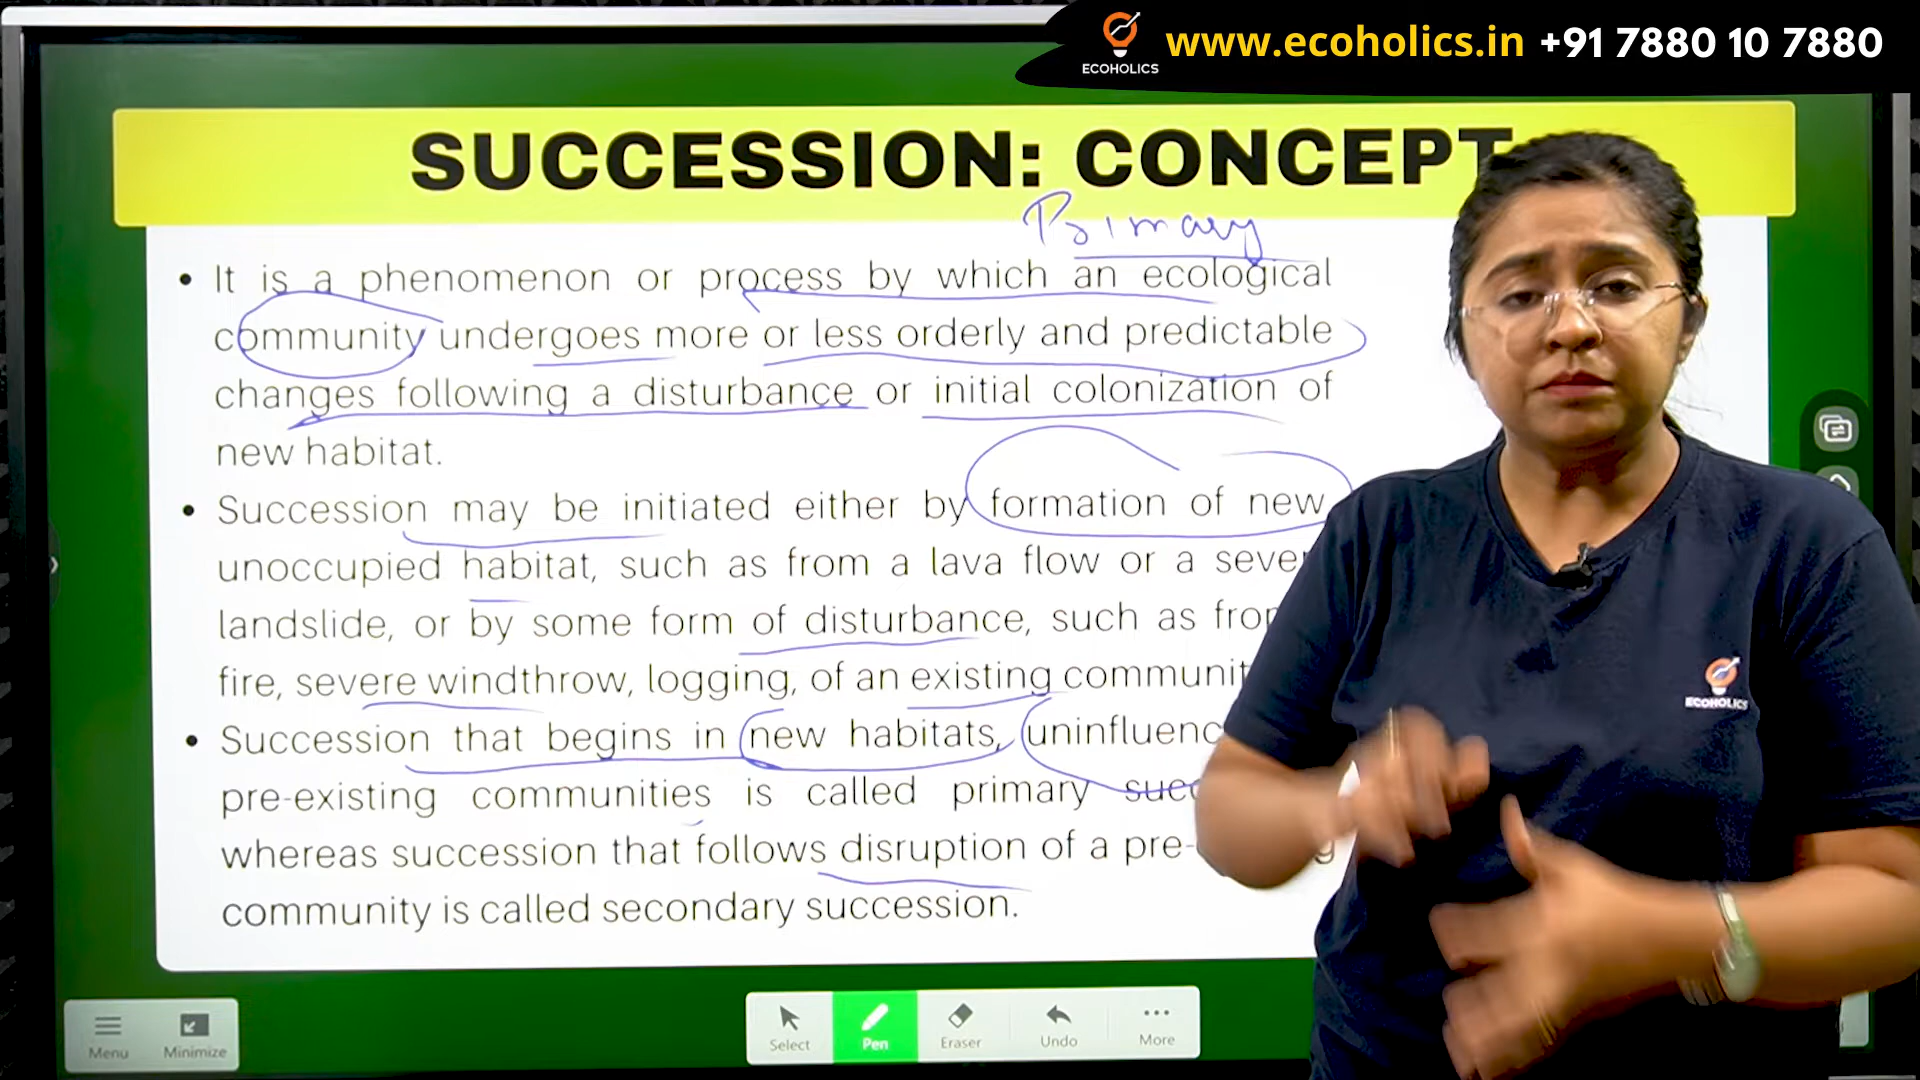 www.ecoholics.in +91 7880 10 7880
ECOHOLICS
SUCCESSION: CONCEPT
Primary
• It is a phenomenon or process by which an ecological
community undergoes more or less orderly and predictable
changes following a disturbance or initial colonization of
new habitat.
• Succession may be initiated either by formation of new
unoccupied habitat, such as from a lava flow or a sever
landslide, or by some form of disturbance, such as from
fire, severe windthrow, logging, of an existing communit
• Succession that begins in new habitats, uninfluenc
pre-existing communities is called primary succ
whereas succession that follows disruption of a pre-
community is called secondary succession.
ECOHOLICS
Menu Minimize Select Pen Eraser Undo More